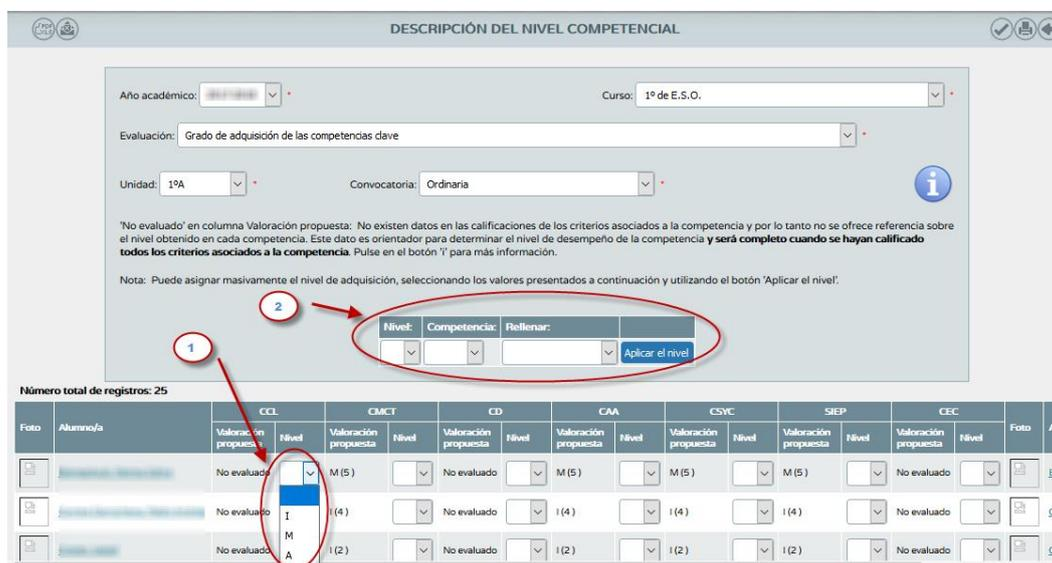 DESCRIPCIÓN DEL NIVEL COMPETENCIAL
Año académico: *
Curso: 1º de E.S.O. *
Evaluación: Grado de adquisición de las competencias clave *
Unidad: 1ºA * Convocatoria: Ordinaria *
i
'No evaluado' en columna Valoración propuesta: No existen datos en las calificaciones de los criterios asociados a la competencia y por lo tanto no se ofrece referencia sobre
el nivel obtenido en cada competencia. Este dato es orientador para determinar el nivel de desempeño de la competencia y será completo cuando se hayan calificado
todos los criterios asociados a la competencia. Pulse en el botón 'i' para más información.
Nota: Puede asignar masivamente el nivel de adquisición, seleccionando los valores presentados a continuación y utilizando el botón 'Aplicar el nivel'.
2
Nivel: Competencia: Rellenar:
1
Aplicar el nivel
Número total de registros: 25
Foto Alumno/a CCL CMCT CD CAA CSYC SIEP CEC Foto
Valoración propuesta Nivel Valoración propuesta Nivel Valoración propuesta Nivel Valoración propuesta Nivel Valoración propuesta Nivel Valoración propuesta Nivel Valoración propuesta Nivel
No evaluado M (5 ) No evaluado M (5 ) M (5 ) M (5 ) No evaluado
No evaluado I I (4 ) No evaluado I (4 ) I (4 ) I (4 ) No evaluado
M
No evaluado A I (2 ) No evaluado I (2 ) I (2 ) I (2 ) No evaluado